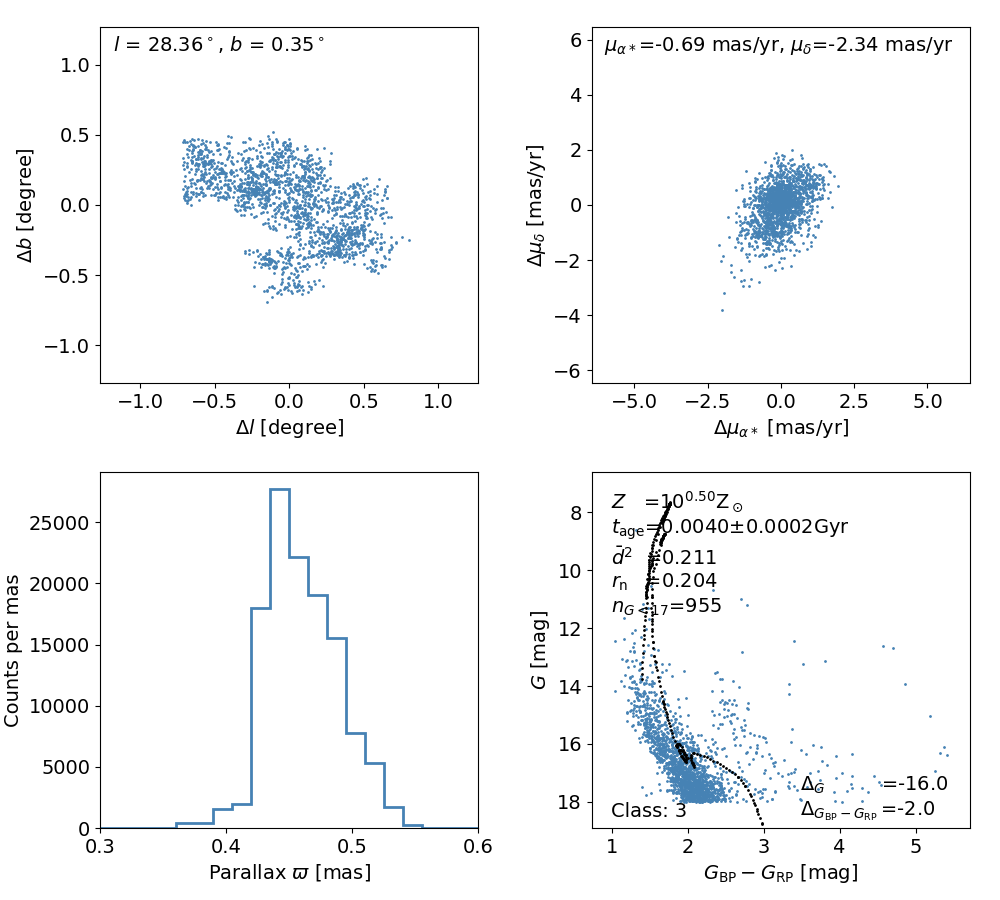 l = 28.36°, b = 0.35°
1.0
0.5
0.0
−0.5
−1.0
Δb [degree]
−1.0 −0.5 0.0 0.5 1.0
Δl [degree]
μα*=-0.69 mas/yr, μδ=-2.34 mas/yr
6
4
2
0
−2
−4
−6
Δμδ [mas/yr]
−5.0 −2.5 0.0 2.5 5.0
Δμα* [mas/yr]
25000
20000
15000
10000
5000
0
Counts per mas
0.3 0.4 0.5 0.6
Parallax ϖ [mas]
Z =10^0.50 Z⊙
t_age=0.0040±0.0002Gyr
d̄² =0.211
r_n =0.204
n_G<17=955
8
10
12
14
16
18
G [mag]
Δ_G =-16.0
Δ_GBP−GRP =-2.0
Class: 3
1 2 3 4 5
G_BP − G_RP [mag]